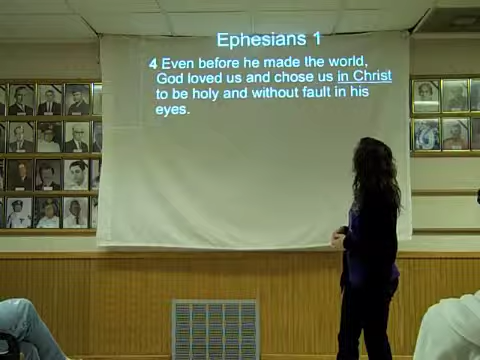 Ephesians 1
4 Even before he made the world,
God loved us and chose us in Christ
to be holy and without fault in his
eyes.